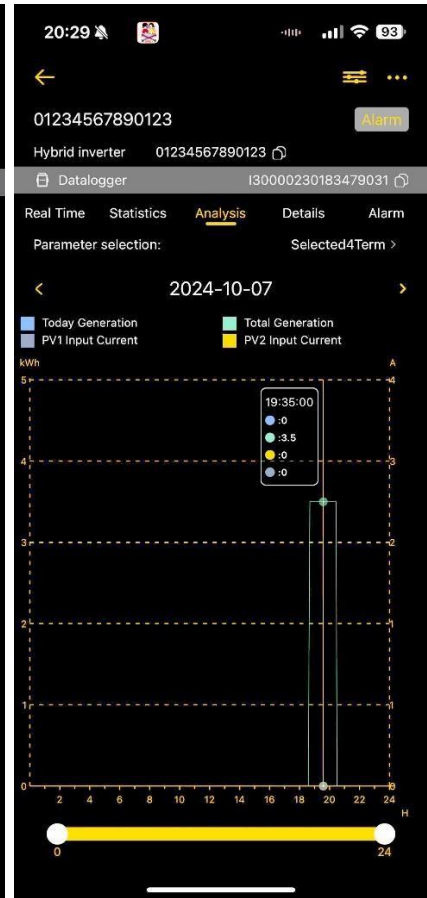 20:29 93
01234567890123 Alarm
Hybrid inverter 01234567890123
Datalogger I30000230183479031
Real Time Statistics Analysis Details Alarm
Parameter selection: Selected4Term >
< 2024-10-07 >
Today Generation Total Generation
PV1 Input Current PV2 Input Current
kWh A
5 4
19:35:00
:0
:3.5
:0
:0
4 3
3 2
2 1
1 1
0 0
2 4 6 8 10 12 14 16 18 20 22 24
H
0 24